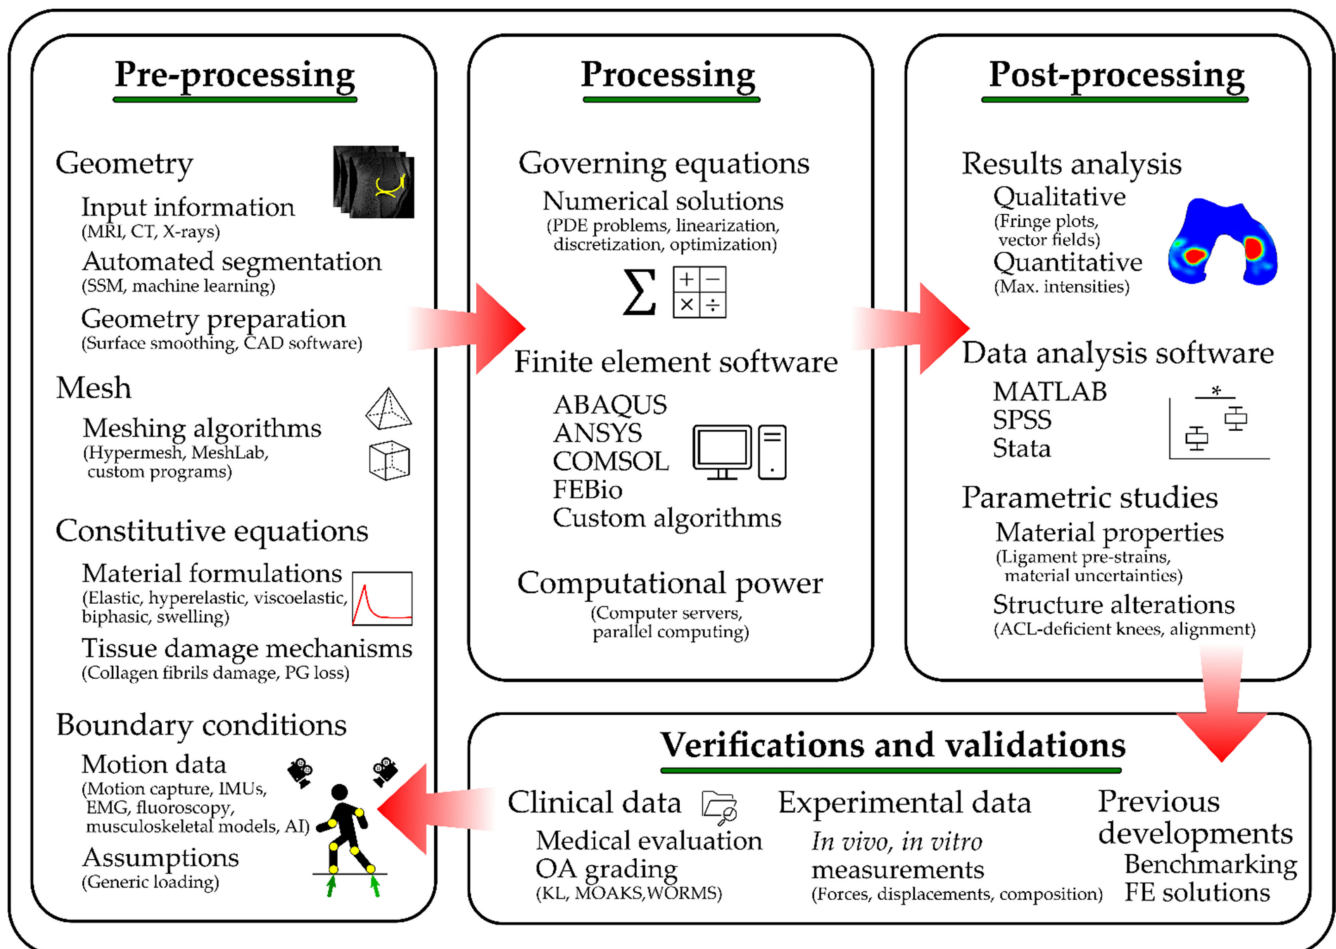 Pre-processing
Geometry
Input information
(MRI, CT, X-rays)
Automated segmentation
(SSM, machine learning)
Geometry preparation
(Surface smoothing, CAD software)
Mesh
Meshing algorithms
(Hypermesh, MeshLab,
custom programs)
Constitutive equations
Material formulations
(Elastic, hyperelastic, viscoelastic,
biphasic, swelling)
Tissue damage mechanisms
(Collagen fibrils damage, PG loss)
Boundary conditions
Motion data
(Motion capture, IMUs,
EMG, fluoroscopy,
musculoskeletal models, AI)
Assumptions
(Generic loading)
Processing
Governing equations
Numerical solutions
(PDE problems, linearization,
discretization, optimization)
Σ + −
× ÷
Finite element software
ABAQUS
ANSYS
COMSOL
FEBio
Custom algorithms
Computational power
(Computer servers,
parallel computing)
Post-processing
Results analysis
Qualitative
(Fringe plots,
vector fields)
Quantitative
(Max. intensities)
Data analysis software
MATLAB
SPSS
Stata
*
Parametric studies
Material properties
(Ligament pre-strains,
material uncertainties)
Structure alterations
(ACL-deficient knees, alignment)
Verifications and validations
Clinical data
Medical evaluation
OA grading
(KL, MOAKS,WORMS)
Experimental data
In vivo, in vitro
measurements
(Forces, displacements, composition)
Previous
developments
Benchmarking
FE solutions